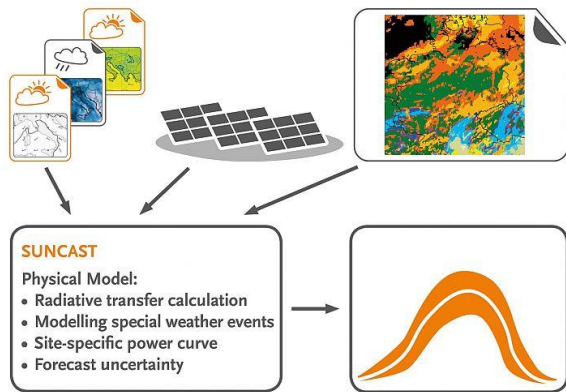 SUNCAST
Physical Model:
• Radiative transfer calculation
• Modelling special weather events
• Site-specific power curve
• Forecast uncertainty